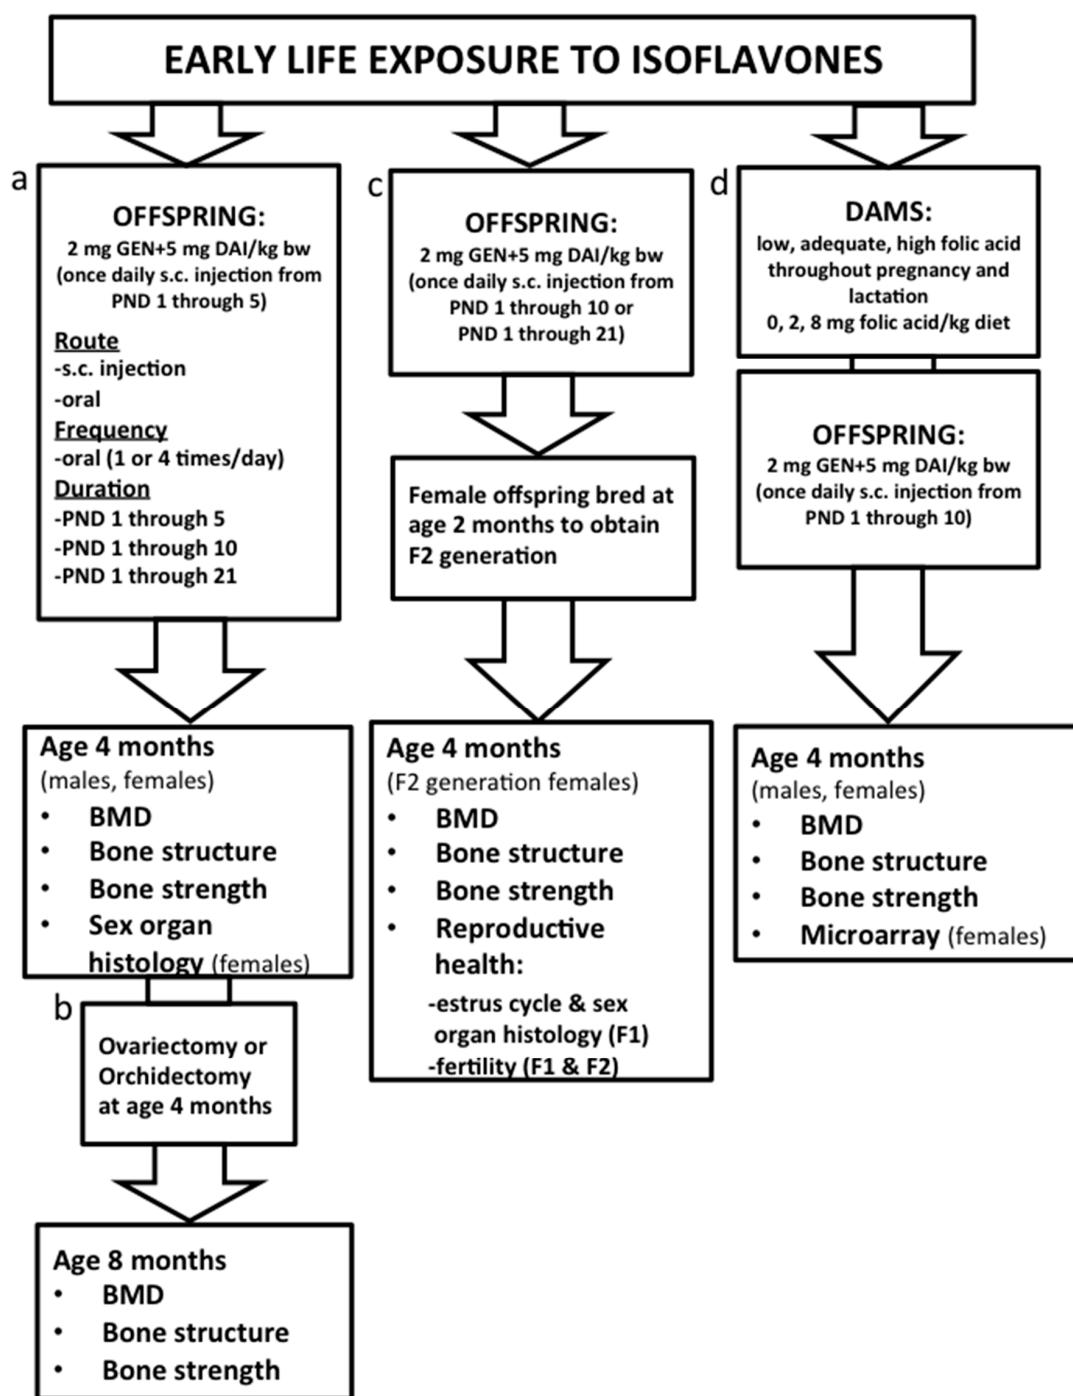 EARLY LIFE EXPOSURE TO ISOFLAVONES
a
OFFSPRING:
2 mg GEN+5 mg DAI/kg bw
(once daily s.c. injection from
PND 1 through 5)
Route
-s.c. injection
-oral
Frequency
-oral (1 or 4 times/day)
Duration
-PND 1 through 5
-PND 1 through 10
-PND 1 through 21
Age 4 months
(males, females)
• BMD
• Bone structure
• Bone strength
• Sex organ
histology (females)
b
Ovariectomy or
Orchidectomy
at age 4 months
Age 8 months
• BMD
• Bone structure
• Bone strength
c
OFFSPRING:
2 mg GEN+5 mg DAI/kg bw
(once daily s.c. injection from
PND 1 through 10 or
PND 1 through 21)
Female offspring bred at
age 2 months to obtain
F2 generation
Age 4 months
(F2 generation females)
• BMD
• Bone structure
• Bone strength
• Reproductive
health:
-estrus cycle & sex
organ histology (F1)
-fertility (F1 & F2)
d
DAMS:
low, adequate, high folic acid
throughout pregnancy and
lactation
0, 2, 8 mg folic acid/kg diet
OFFSPRING:
2 mg GEN+5 mg DAI/kg bw
(once daily s.c. injection from
PND 1 through 10)
Age 4 months
(males, females)
• BMD
• Bone structure
• Bone strength
• Microarray (females)